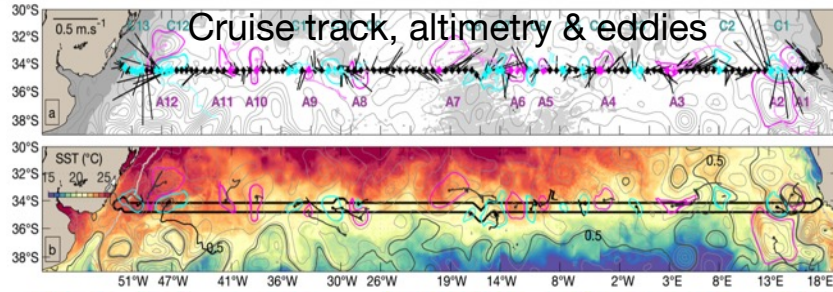 Cruise track, altimetry & eddies
30°S
0.5 m.s⁻¹
C13 C12 C2 C1
32°S
34°S
36°S
A12 A11 A10 A9 A8 A7 A6 A5 A4 A3 A2 A1
38°S
a
30°S
SST (°C)
0.5
15 20 25
32°S
34°S
36°S
0.5 0.5
38°S
b
51°W 47°W 41°W 36°W 30°W 26°W 19°W 14°W 8°W 2°W 3°E 8°E 13°E 18°E